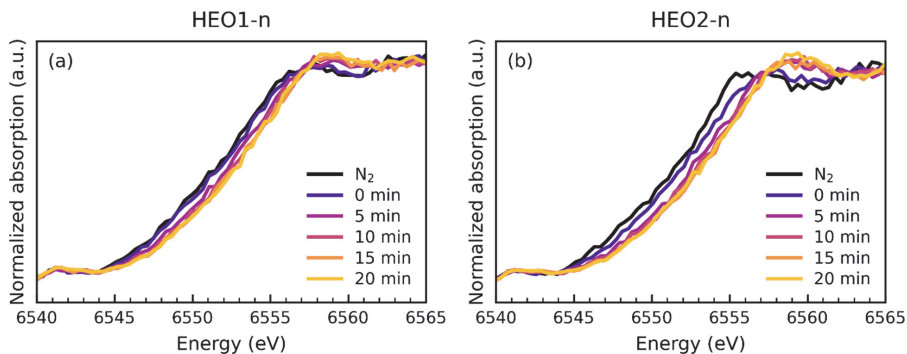 HEO1-n
HEO2-n
(a)
Normalized absorption (a.u.)
N₂
0 min
5 min
10 min
15 min
20 min
6540 6545 6550 6555 6560 6565
Energy (eV)
(b)
Normalized absorption (a.u.)
N₂
0 min
5 min
10 min
15 min
20 min
6540 6545 6550 6555 6560 6565
Energy (eV)